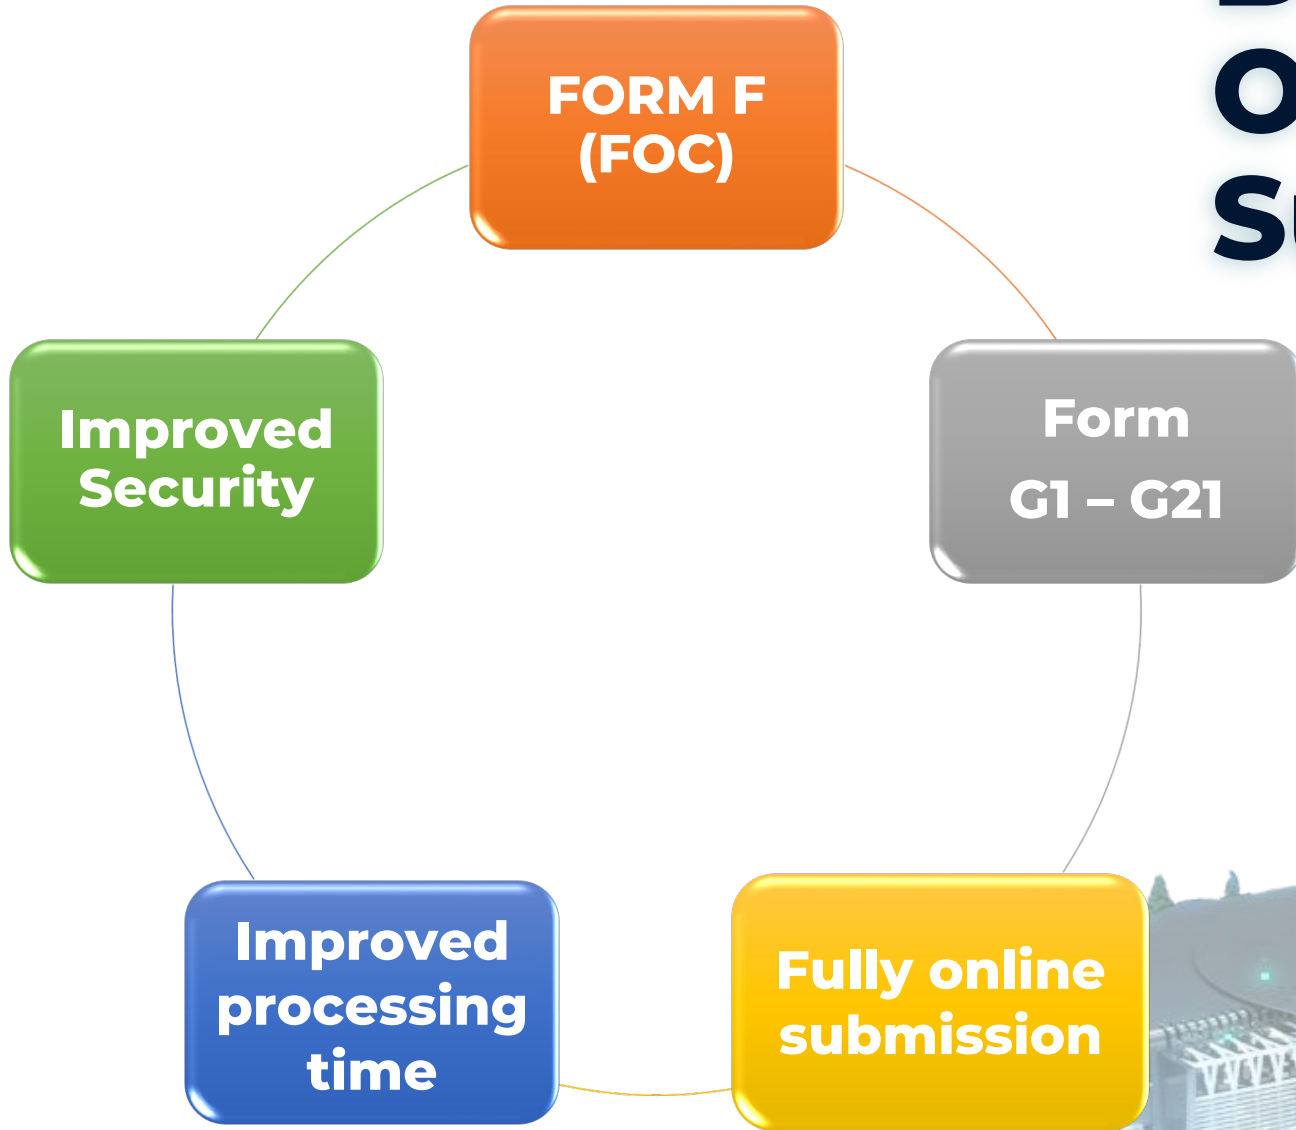 FORM F
(FOC)
Improved
Security
Form
G1 – G21
Improved
processing
time
Fully online
submission